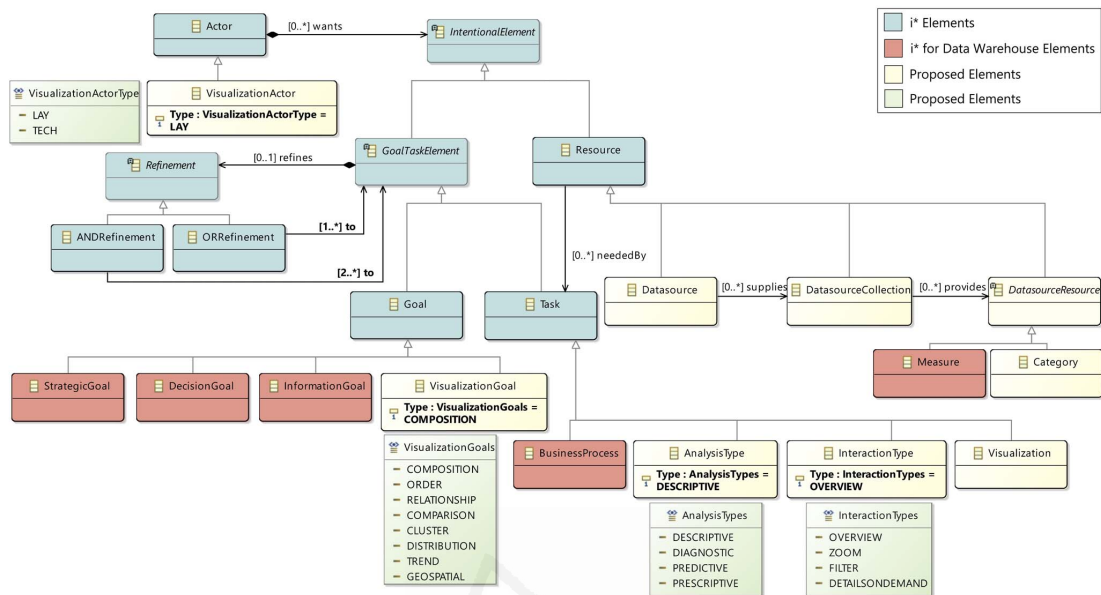 Actor
[0..*] wants
IntentionalElement
i* Elements
i* for Data Warehouse Elements
Proposed Elements
Proposed Elements
VisualizationActorType
LAY
TECH
VisualizationActor
Type : VisualizationActorType =
LAY
Refinement
[0..1] refines
GoalTaskElement
Resource
ANDRefinement
ORRefinement
[1..*] to
[2..*] to
[0..*] neededBy
Goal
Task
Datasource
[0..*] supplies
DatasourceCollection
[0..*] provides
DatasourceResource
StrategicGoal
DecisionGoal
InformationGoal
VisualizationGoal
Type : VisualizationGoals =
COMPOSITION
Measure
Category
VisualizationGoals
COMPOSITION
ORDER
RELATIONSHIP
COMPARISON
CLUSTER
DISTRIBUTION
TREND
GEOSPATIAL
BusinessProcess
AnalysisType
Type : AnalysisTypes =
DESCRIPTIVE
InteractionType
Type : InteractionTypes =
OVERVIEW
Visualization
AnalysisTypes
DESCRIPTIVE
DIAGNOSTIC
PREDICTIVE
PRESCRIPTIVE
InteractionTypes
OVERVIEW
ZOOM
FILTER
DETAILSONDEMAND